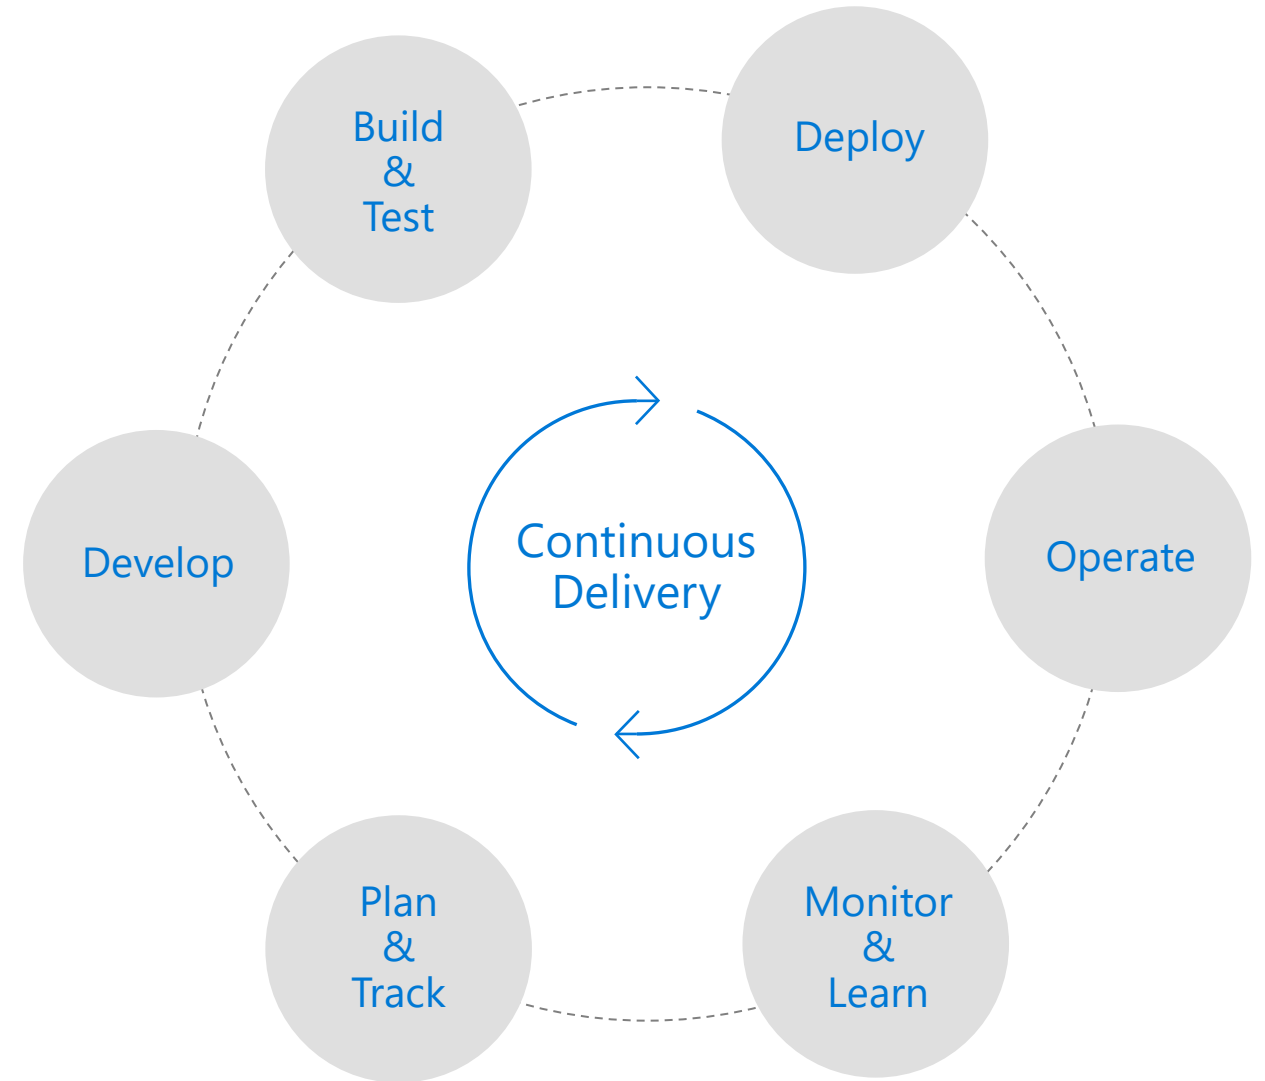 Build
&
Test
Deploy
Continuous
Delivery
Develop
Operate
Plan
&
Track
Monitor
&
Learn